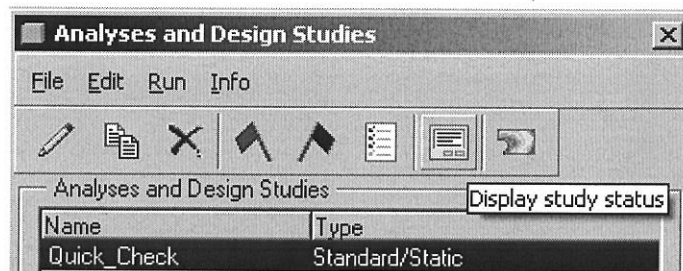 Analyses and Design Studies
File Edit Run Info
Analyses and Design Studies
Display study status
Name Type
Quick_Check Standard/Static